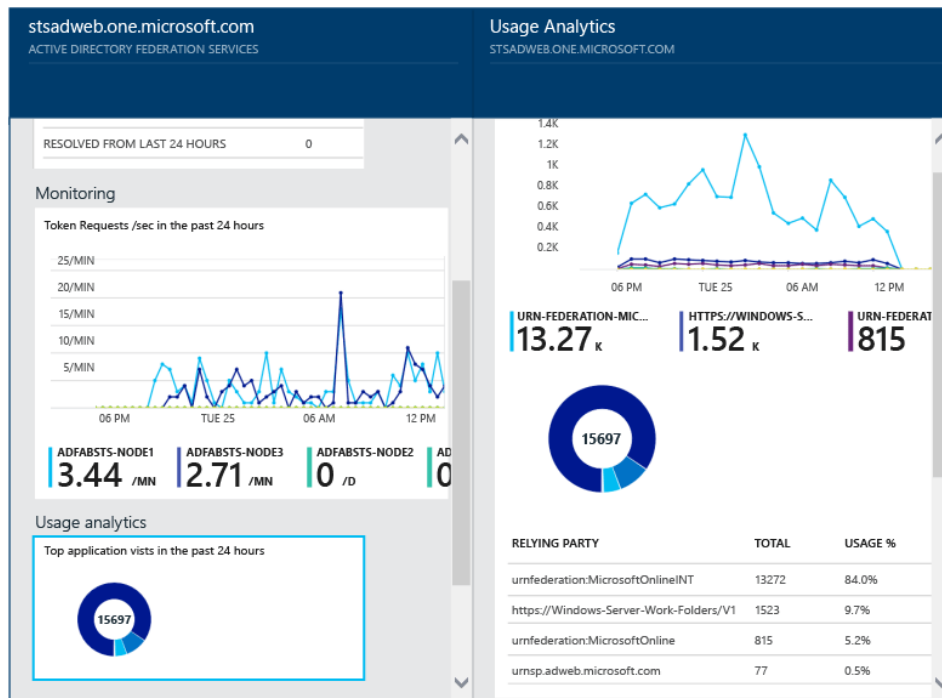 stsadweb.one.microsoft.com
ACTIVE DIRECTORY FEDERATION SERVICES
RESOLVED FROM LAST 24 HOURS 0
Monitoring
Token Requests /sec in the past 24 hours
25/MIN
20/MIN
15/MIN
10/MIN
5/MIN
06 PM TUE 25 06 AM 12 PM
ADFABSTS-NODE1 ADFABSTS-NODE3 ADFABSTS-NODE2 AD
3.44 /MN 2.71 /MN 0 /D 0
Usage analytics
Top application vists in the past 24 hours
15697
Usage Analytics
STSADWEB.ONE.MICROSOFT.COM
1.4K
1.2K
1K
0.8K
0.6K
0.4K
0.2K
06 PM TUE 25 06 AM 12 PM
URN-FEDERATION-MIC... HTTPS://WINDOWS-S... URN-FEDERAT
13.27 K 1.52 K 815
15697
RELYING PARTY TOTAL USAGE %
urnfederation:MicrosoftOnlineINT 13272 84.0%
https://Windows-Server-Work-Folders/V1 1523 9.7%
urnfederation:MicrosoftOnline 815 5.2%
urnsp.adweb.microsoft.com 77 0.5%